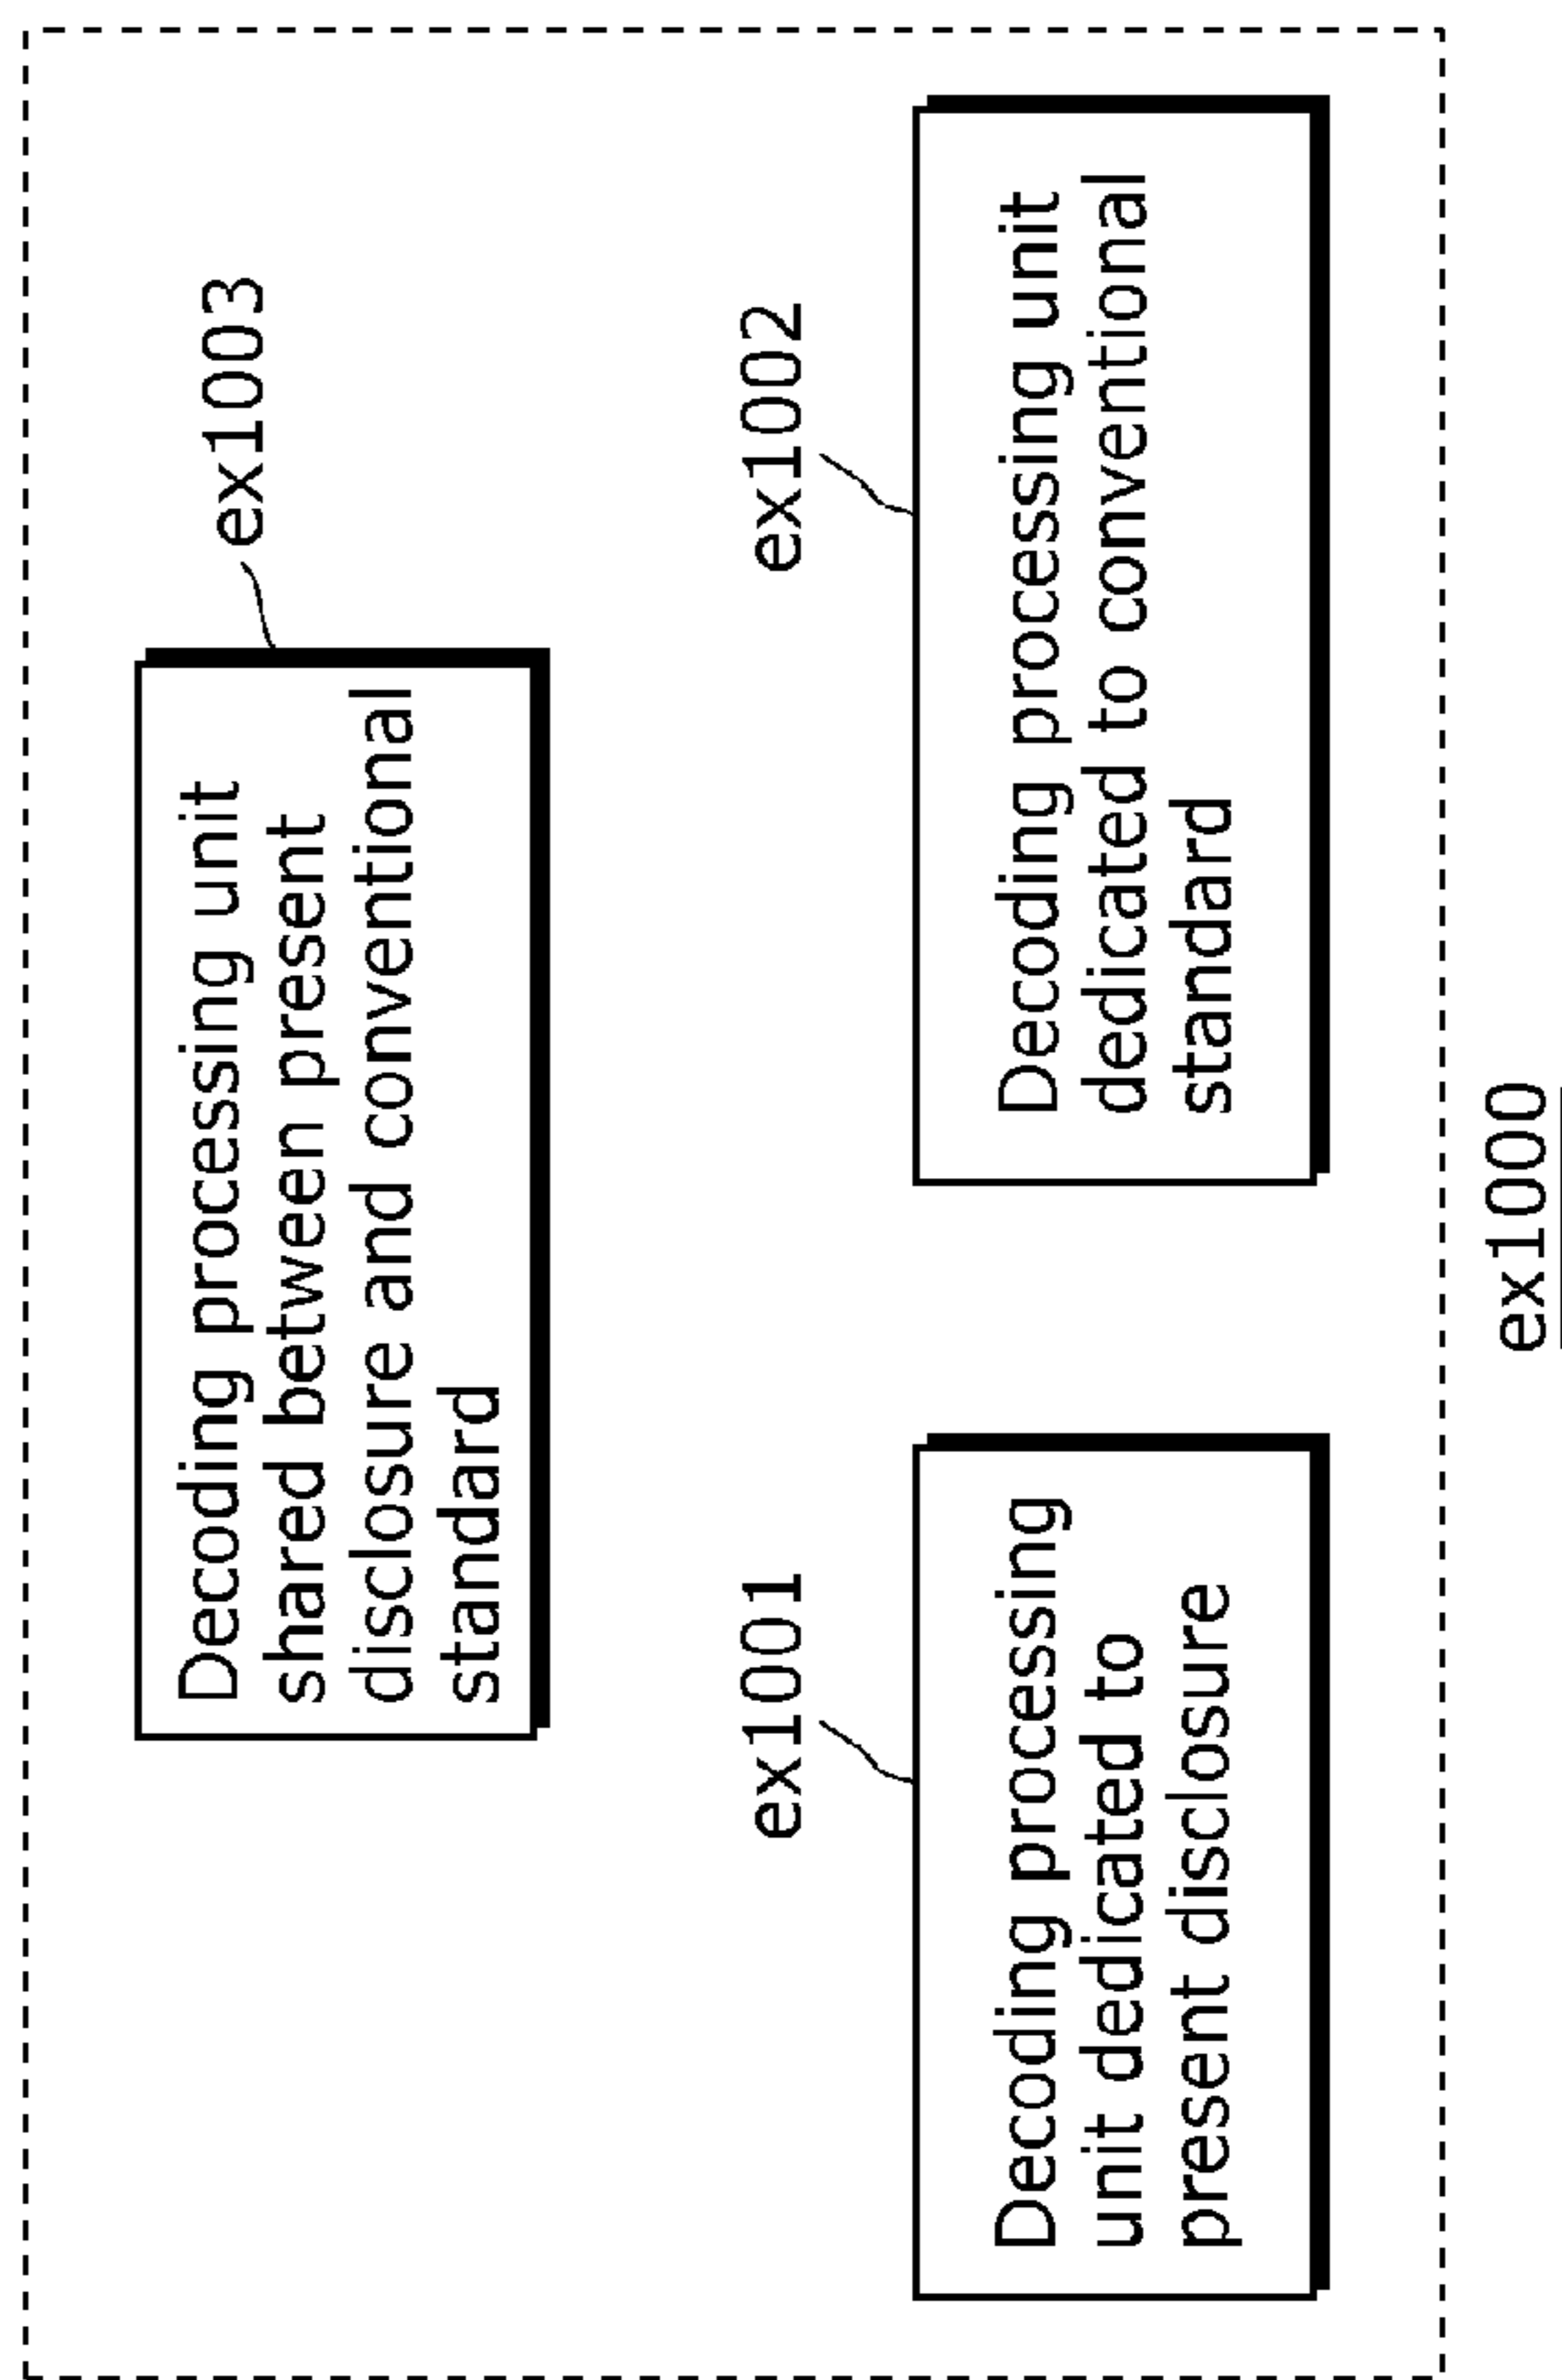 ex1003
Decoding processing unit
shared between present
disclosure and conventional
standard
ex1001
Decoding processing
unit dedicated to
present disclosure
ex1002
Decoding processing unit
dedicated to conventional
standard
ex1000